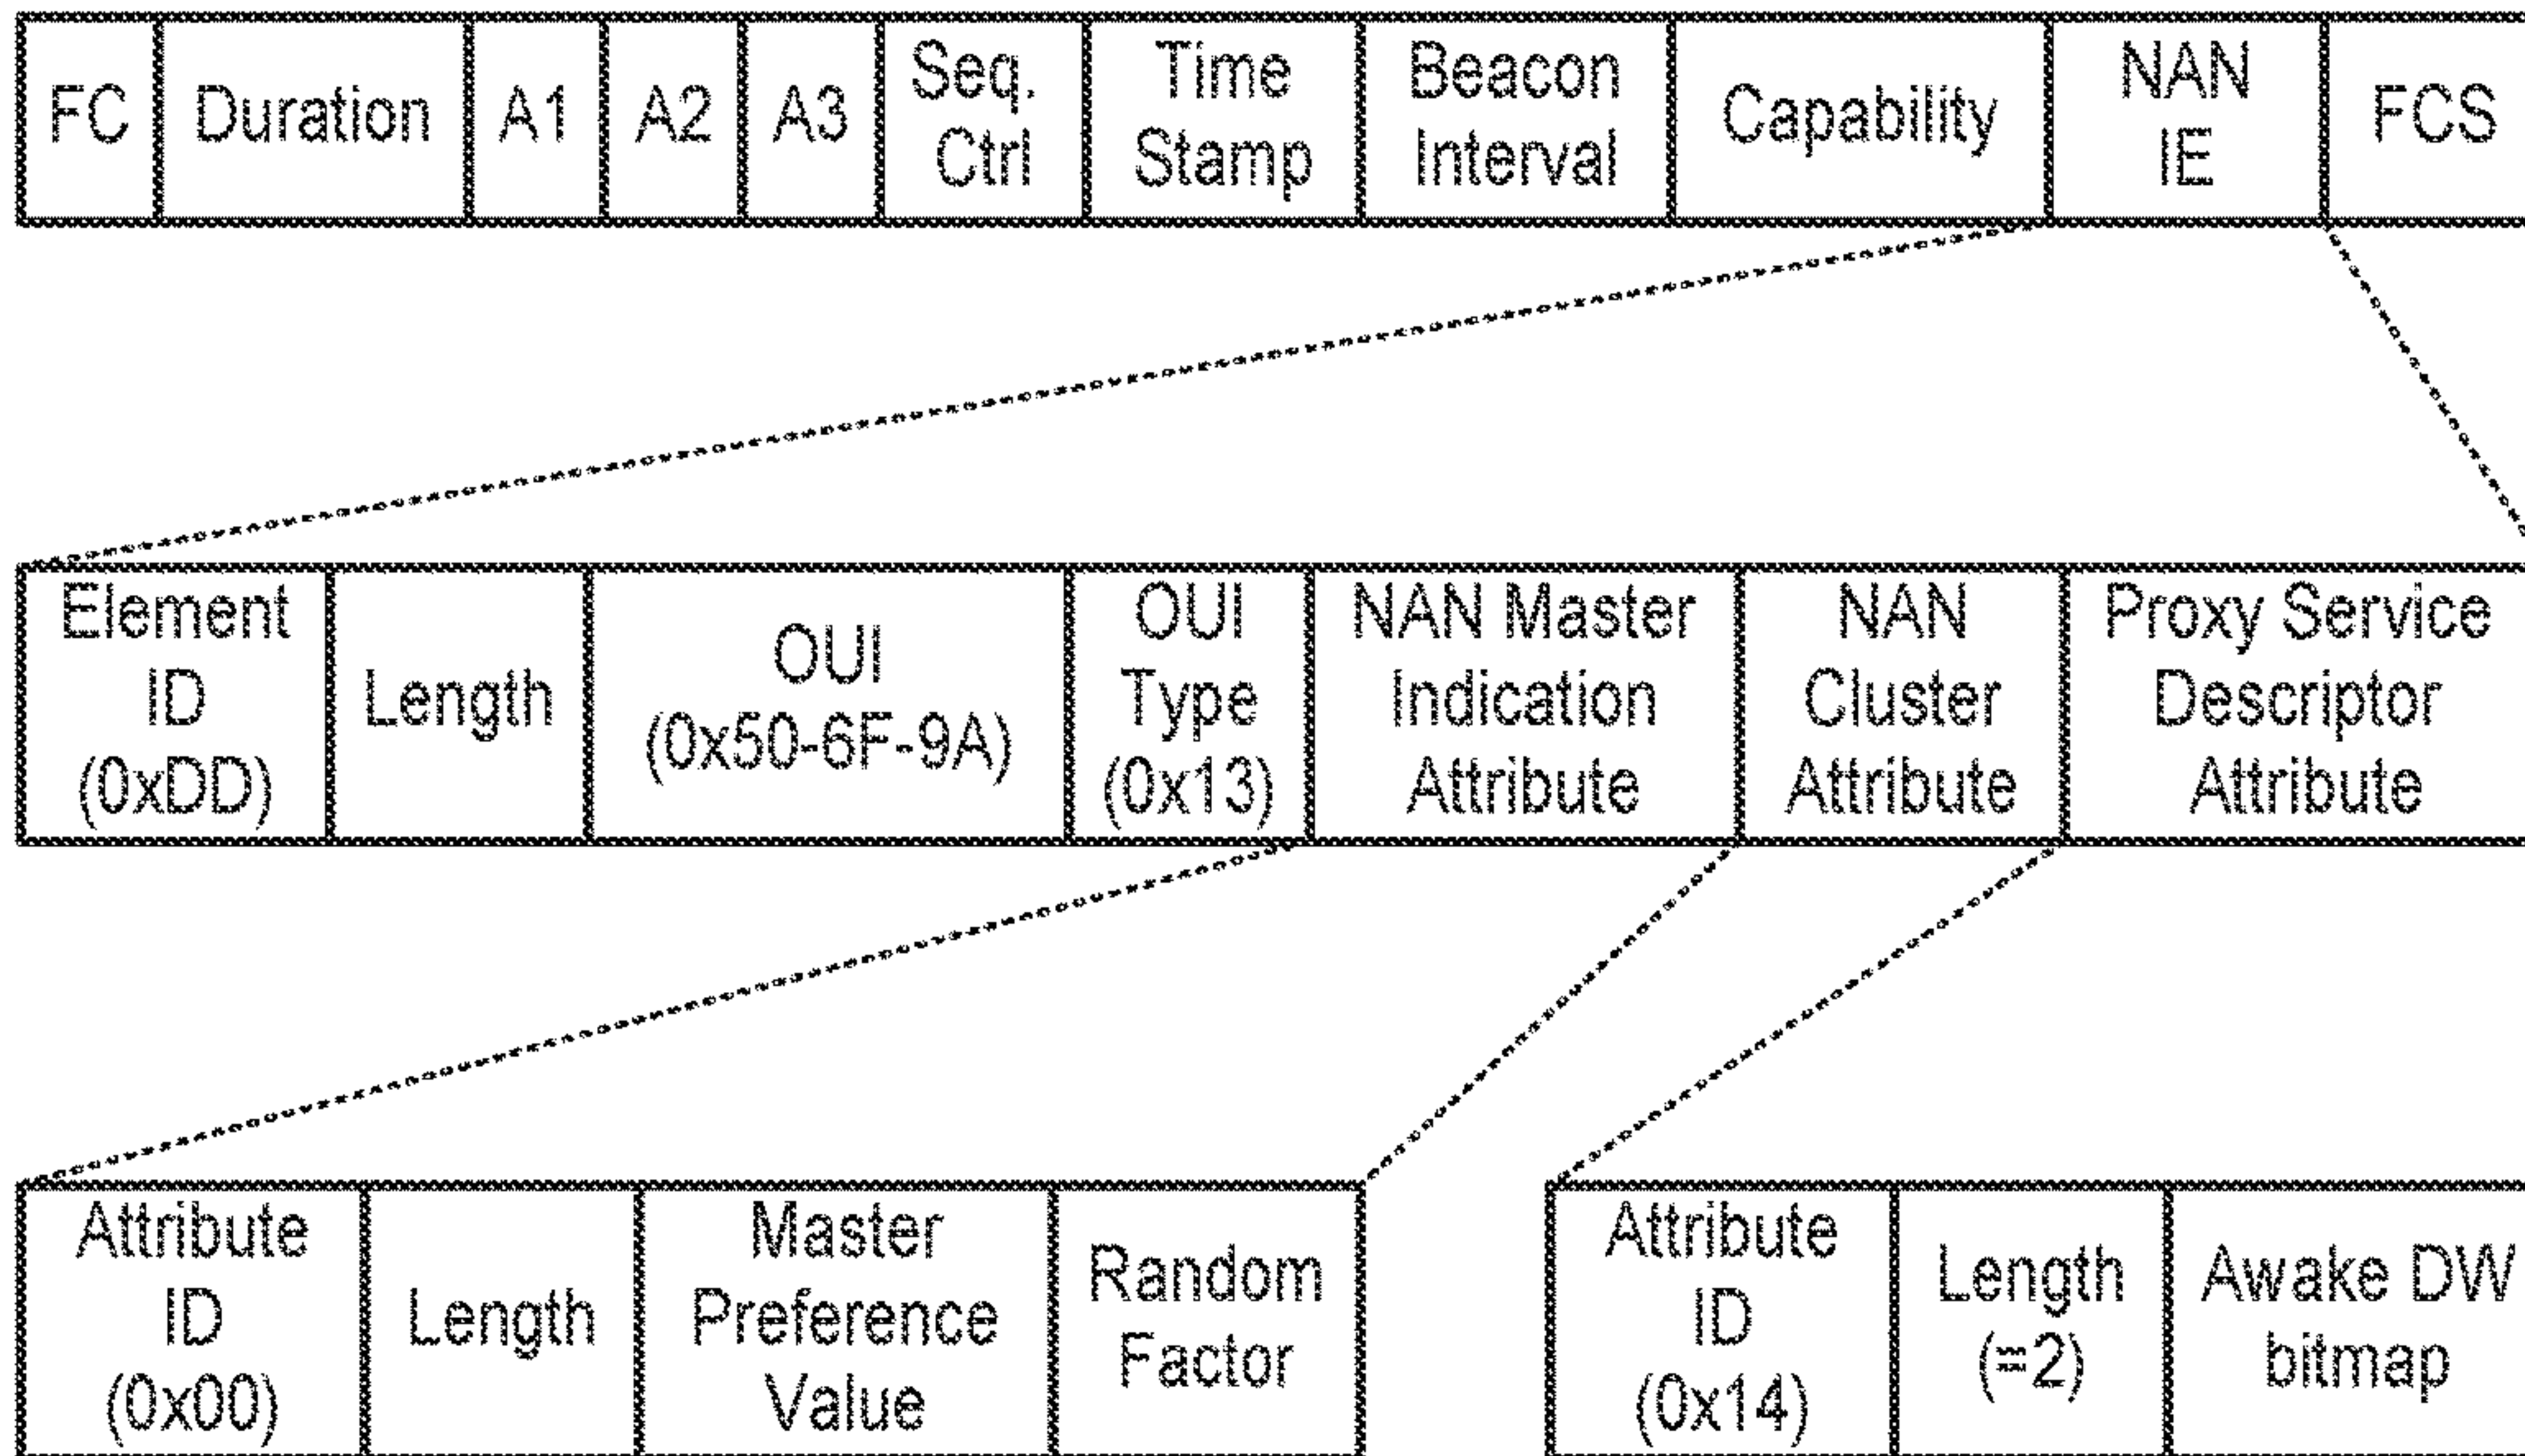 FC
Duration
A1
A2
A3
Seq.
Ctrl
Time
Stamp
Beacon
Interval
Capability
NAN
IE
FCS
Element
ID
(0xDD)
Length
OUI
(0x50-6F-9A)
OUI
Type
(0x13)
NAN Master
Indication
Attribute
NAN
Cluster
Attribute
Proxy Service
Descriptor
Attribute
Attribute
ID
(0x00)
Length
Master
Preference
Value
Random
Factor
Attribute
ID
(0x14)
Length
(=2)
Awake DW
bitmap